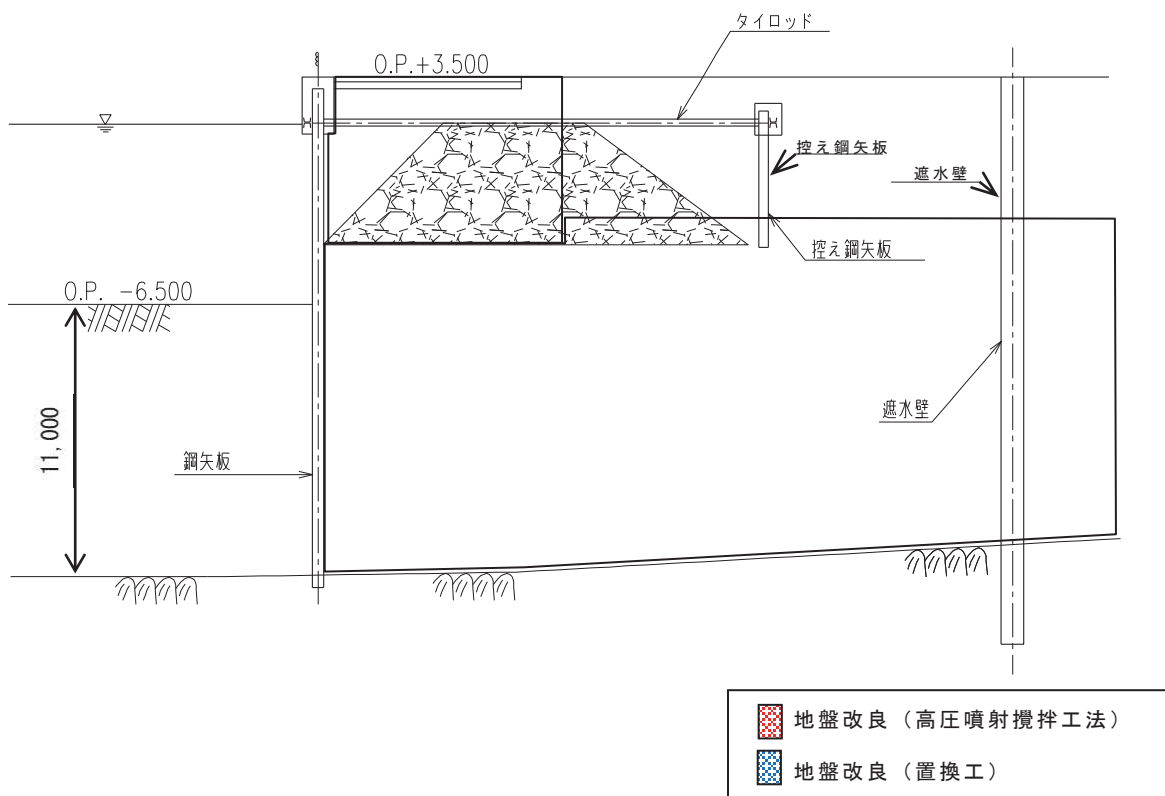 タイロッド
O.P.+3.500
控え鋼矢板
遮水壁
控え鋼矢板
O.P. -6.500
11,000
遮水壁
鋼矢板
地盤改良（高圧噴射攪拌工法）
地盤改良（置換工）